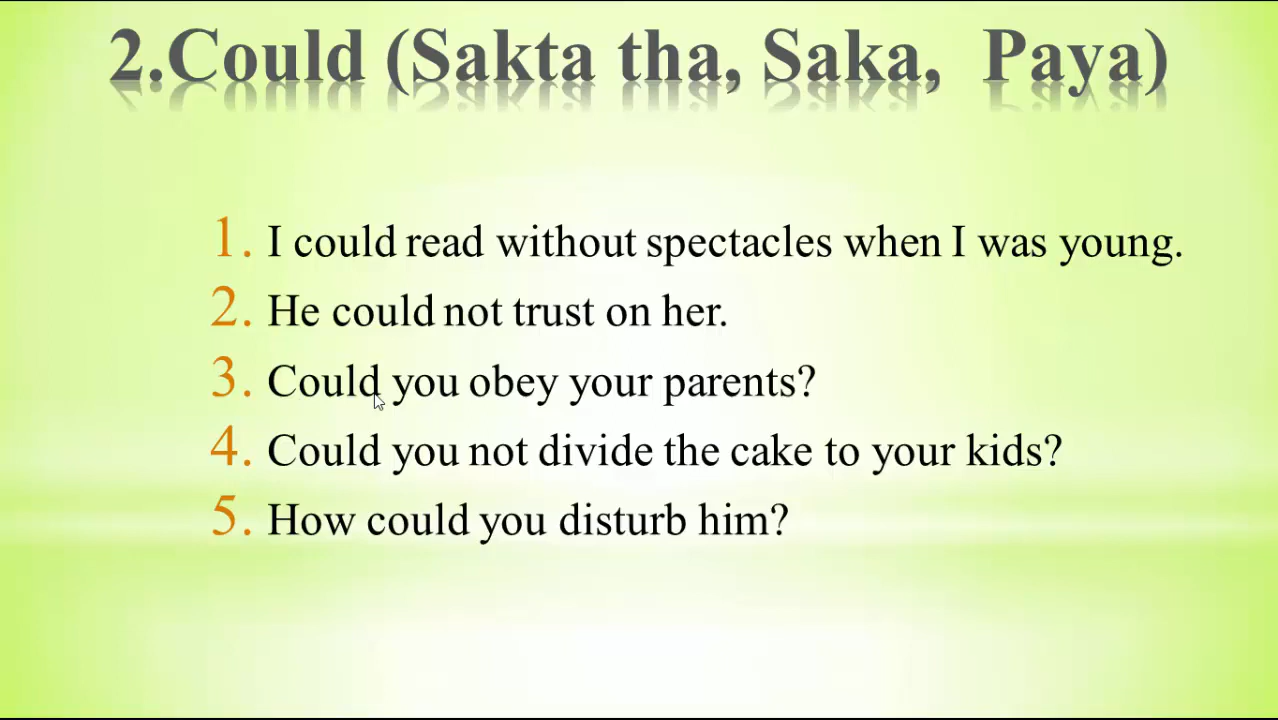 2.Could (Sakta tha, Saka, Paya)
1. I could read without spectacles when I was young.
2. He could not trust on her.
3. Could you obey your parents?
4. Could you not divide the cake to your kids?
5. How could you disturb him?